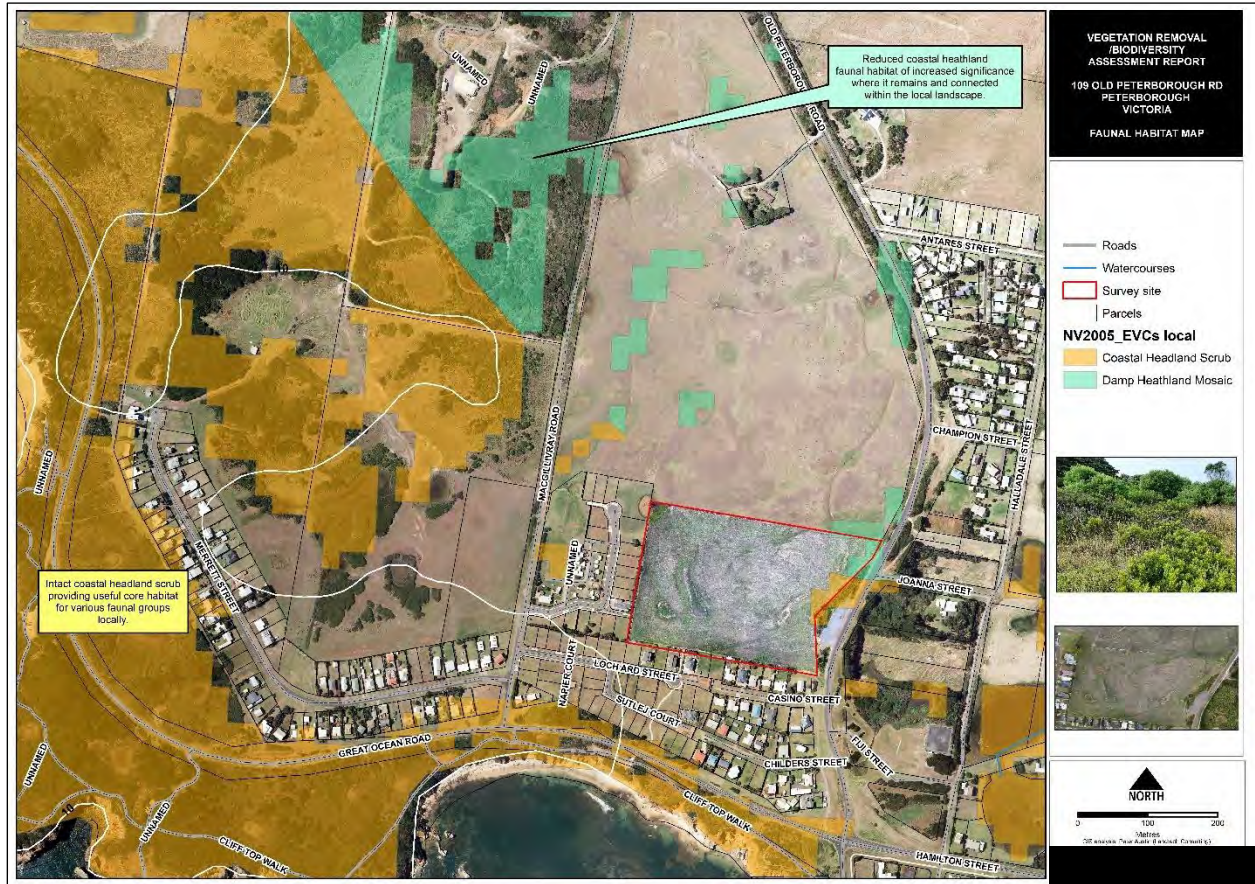 VEGETATION REMOVAL
/BIODIVERSITY
ASSESSMENT REPORT
109 OLD PETERBOROUGH RD
PETERBOROUGH
VICTORIA
FAUNAL HABITAT MAP
Roads
Watercourses
Survey site
Parcels
NV2005_EVCs local
Coastal Headland Scrub
Damp Heathland Mosaic
NORTH
0 100 200
Metres
Reduced coastal heathland
faunal habitat of increased significance
where it remains and connected
within the local landscape.
Intact coastal headland scrub
providing useful core habitat
for various faunal groups
locally.
UNNAMED
UNNAMED
OLD PETERBOROUGH ROAD
ANTARES STREET
CHAMPION STREET
HALLADALE STREET
JOANNA STREET
MACGILLIVRAY ROAD
UNNAMED
UNNAMED
MERRETT STREET
NAPIER COURT
LOCH ARD STREET
SUTLEJ COURT
CASINO STREET
CHILDERS STREET
FIJI STREET
GREAT OCEAN ROAD
CLIFF TOP WALK
HAMILTON STREET
UNNAMED
UNNAMED
CLIFF TOP WALK
10
10